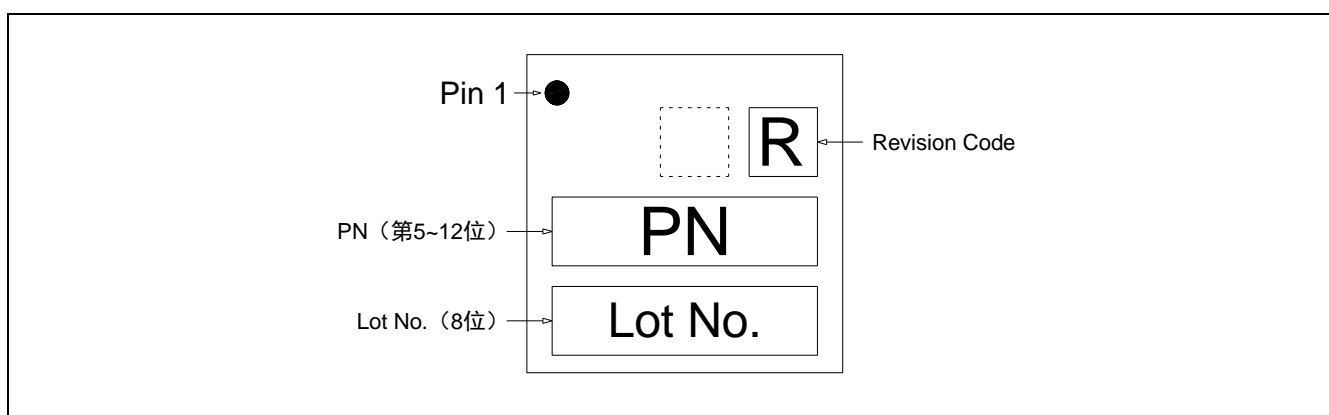 Pin 1
R
Revision Code
PN（第5~12位）
PN
Lot No.（8位）
Lot No.